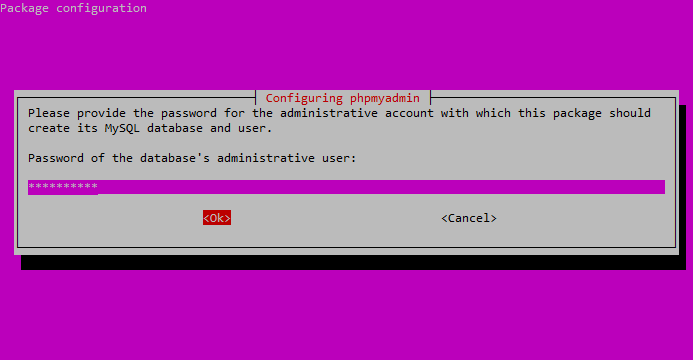 Package configuration
Configuring phpmyadmin
Please provide the password for the administrative account with which this package should
create its MySQL database and user.
Password of the database's administrative user:
**********
<Ok> <Cancel>